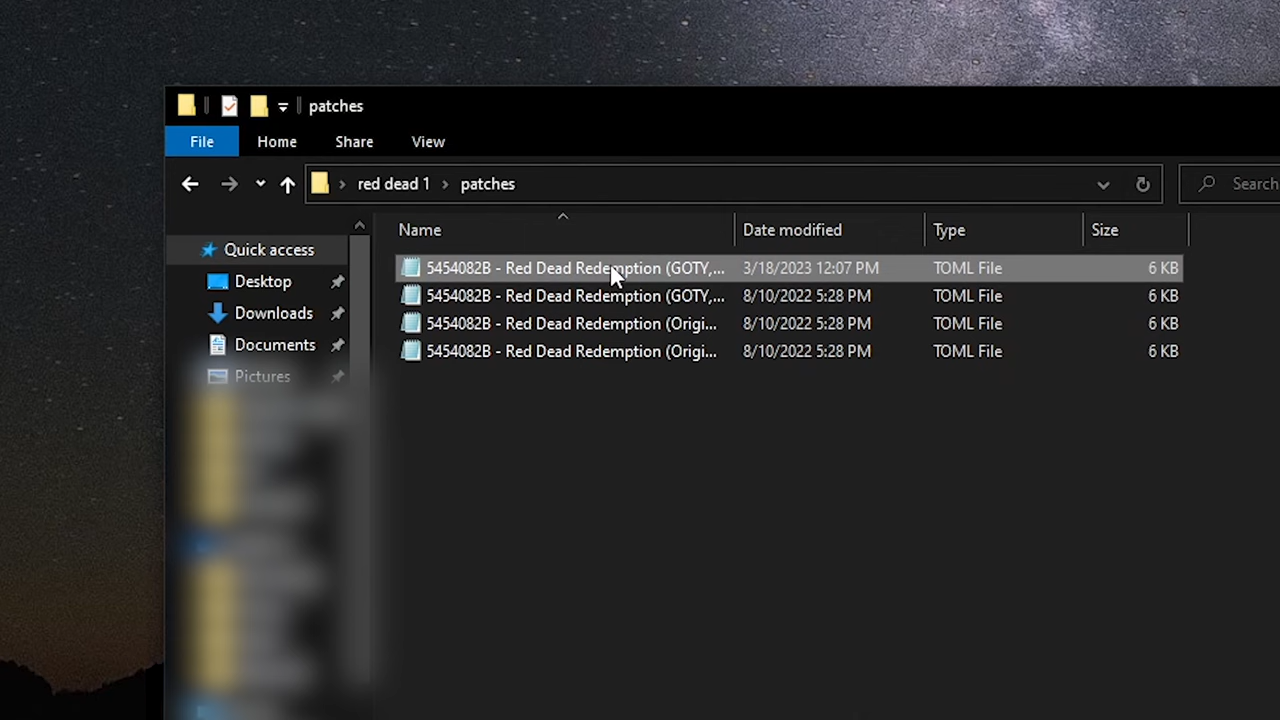 patches
File Home Share View
red dead 1 patches Search
Name Date modified Type Size
Quick access
Desktop
Downloads
Documents
Pictures
5454082B - Red Dead Redemption (GOTY,... 3/18/2023 12:07 PM TOML File 6 KB
5454082B - Red Dead Redemption (GOTY,... 8/10/2022 5:28 PM TOML File 6 KB
5454082B - Red Dead Redemption (Origi... 8/10/2022 5:28 PM TOML File 6 KB
5454082B - Red Dead Redemption (Origi... 8/10/2022 5:28 PM TOML File 6 KB